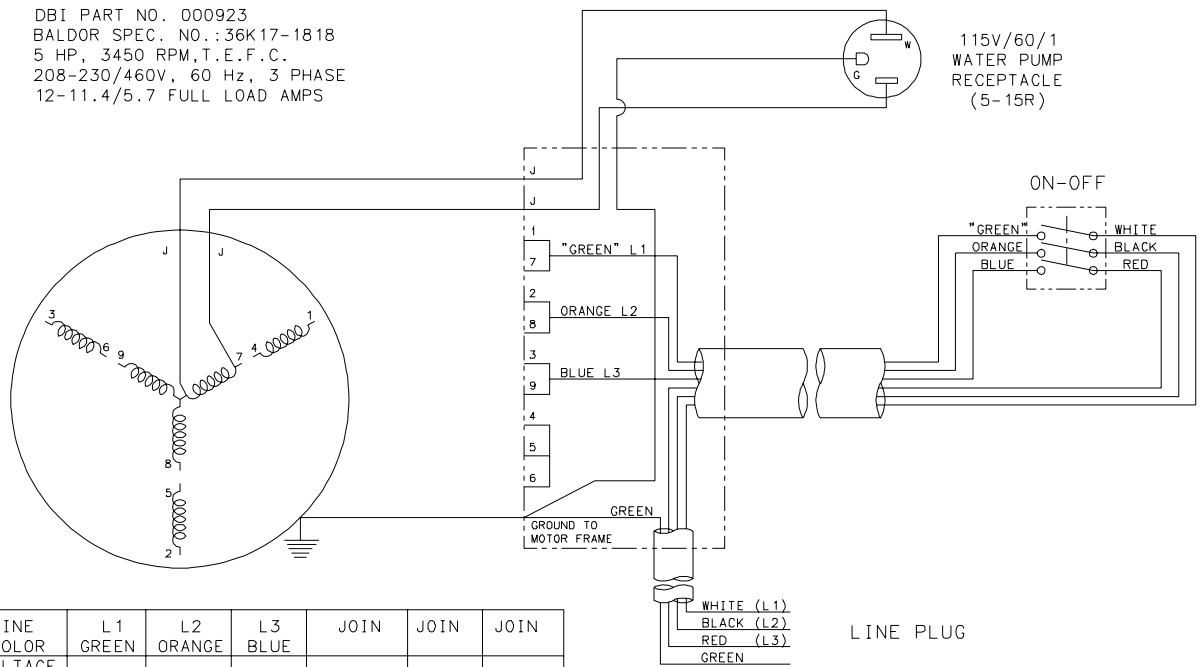 DBI PART NO. 000923
BALDOR SPEC. NO.:36K17-1818
5 HP, 3450 RPM,T.E.F.C.
208-230/460V, 60 Hz, 3 PHASE
12-11.4/5.7 FULL LOAD AMPS
W
G
115V/60/1
WATER PUMP
RECEPTACLE
(5-15R)
J
J
ON-OFF
"GREEN"
ORANGE
BLUE
WHITE
BLACK
RED
1
7
"GREEN" L1
2
8
ORANGE L2
3
9
BLUE L3
4
5
6
GREEN
GROUND TO
MOTOR FRAME
J
J
3
6
9
7
4
1
8
5
2
WHITE (L1)
BLACK (L2)
RED (L3)
GREEN
LINE PLUG
INE L1 L2 L3 JOIN JOIN JOIN
OLOR GREEN ORANGE BLUE
LTAGE